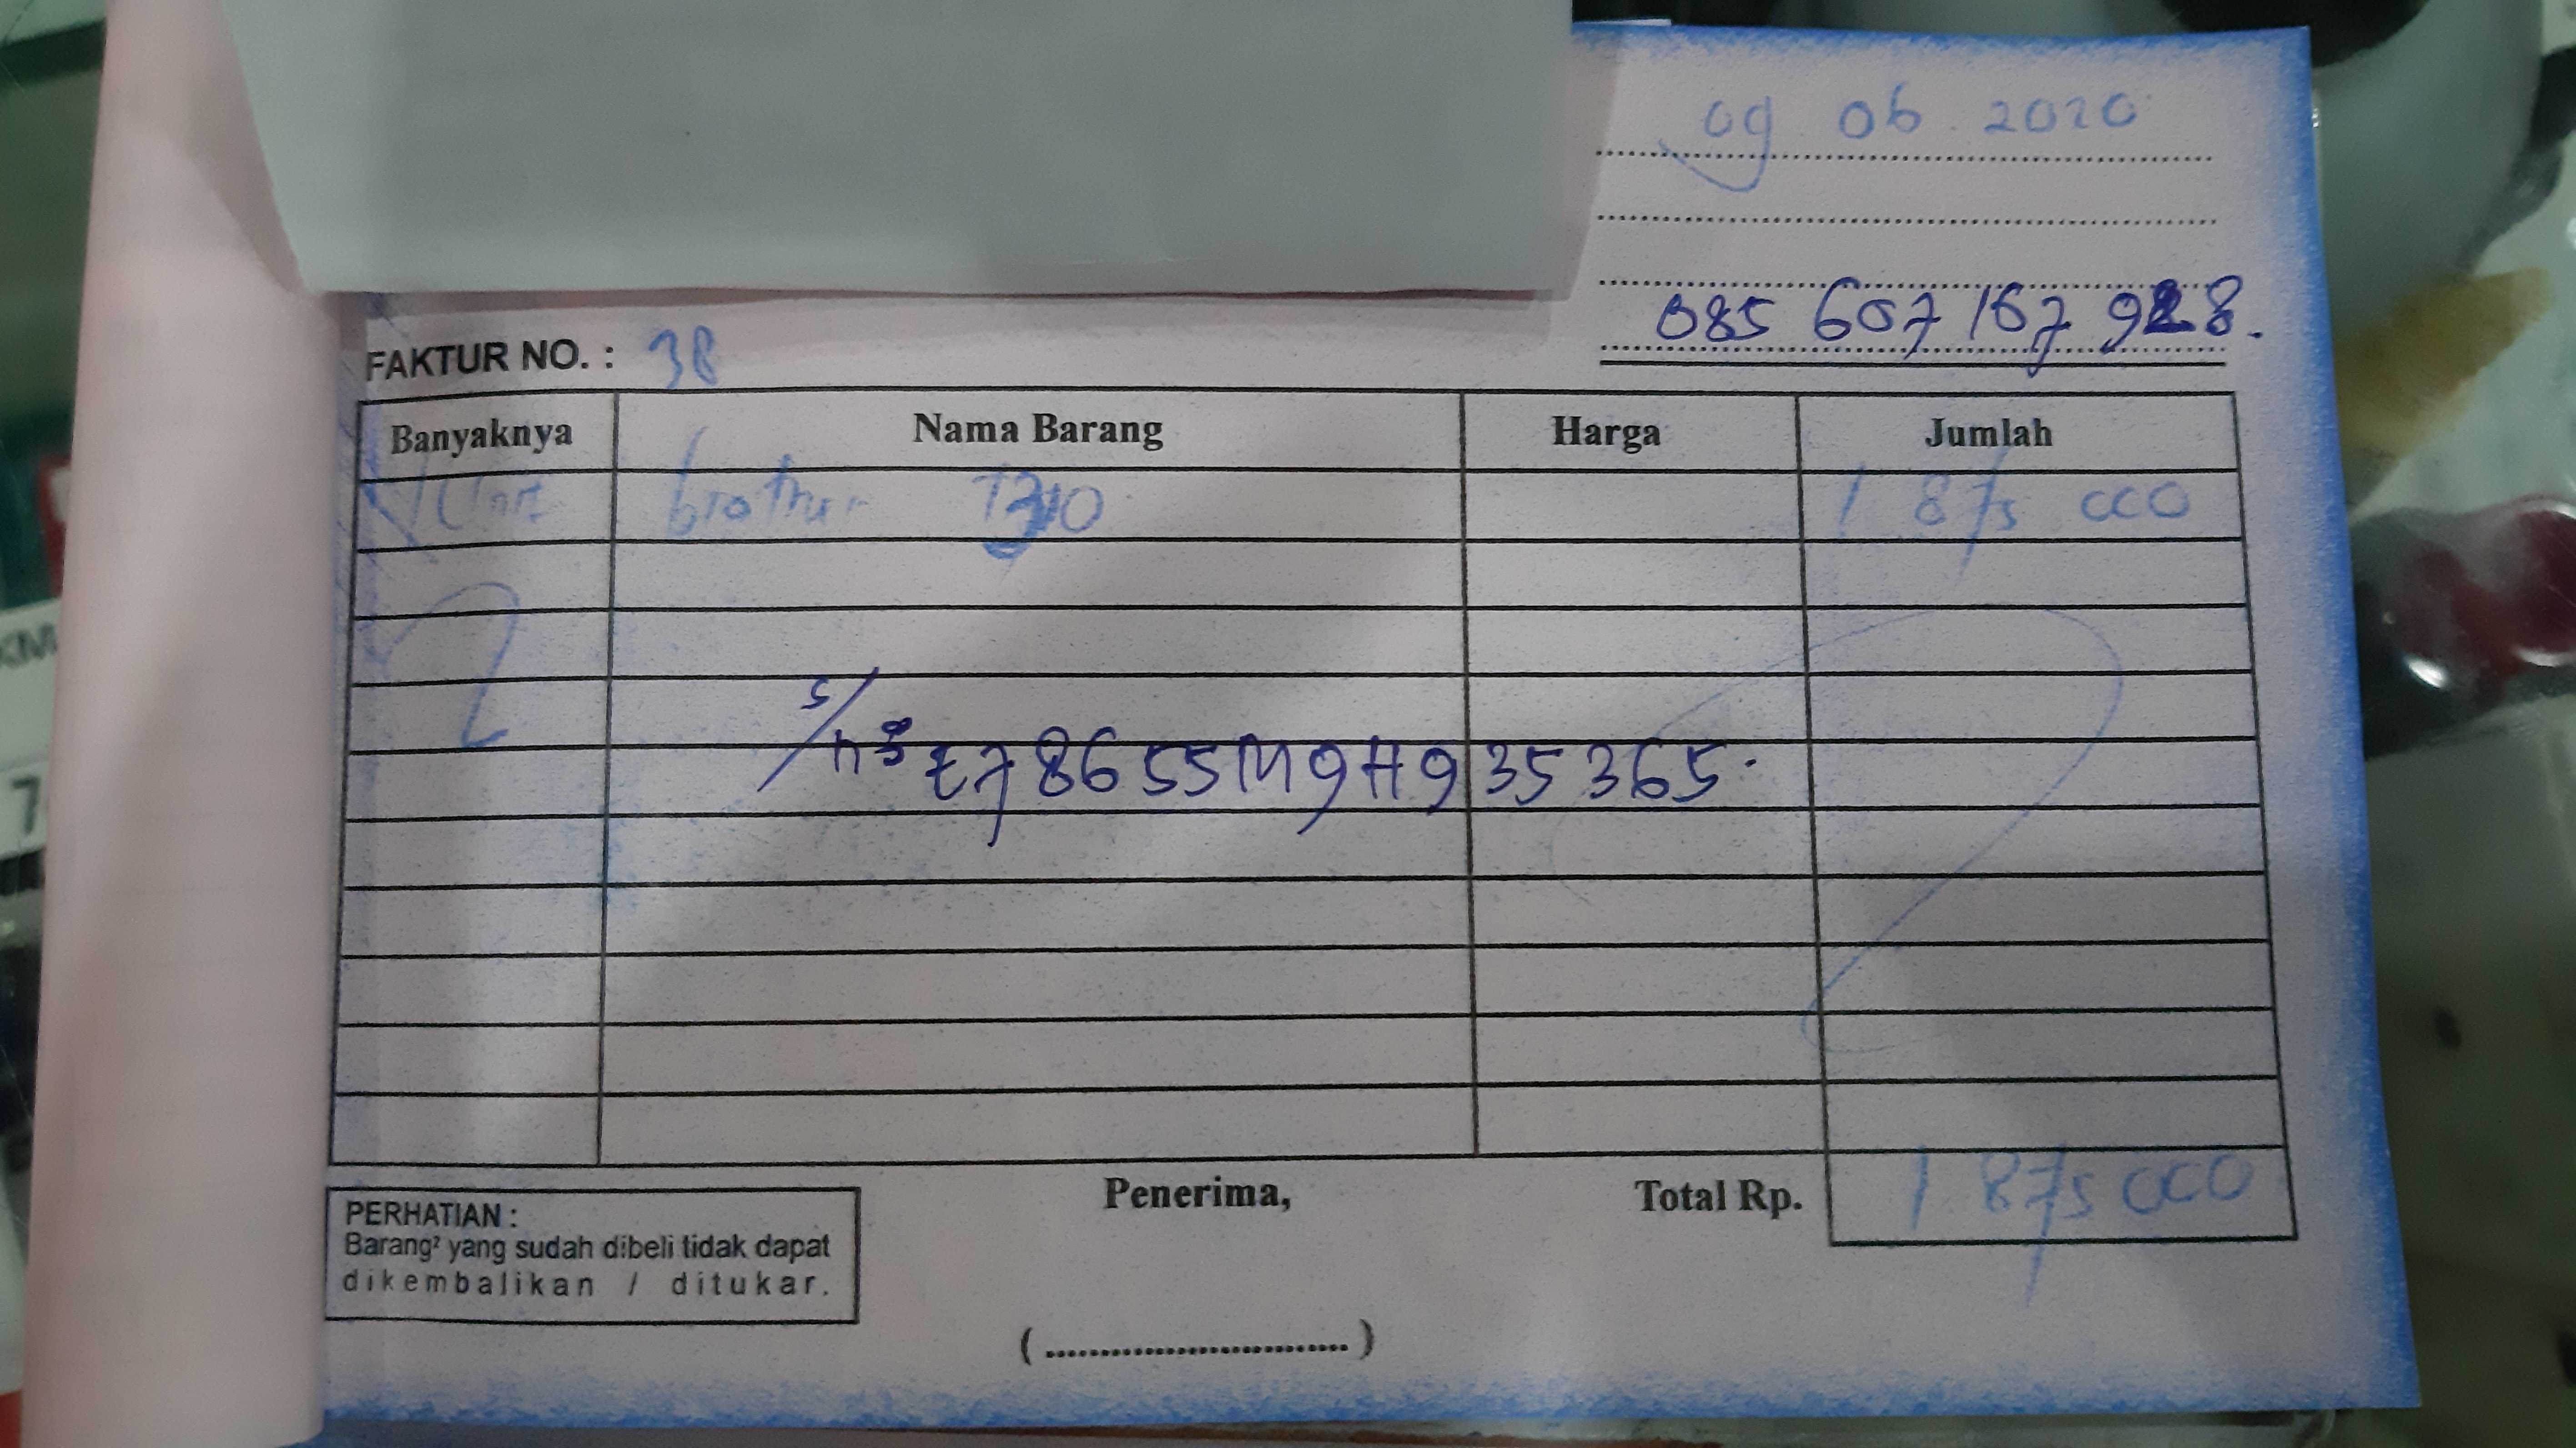 09 06 2020
085 607 167 928.
FAKTUR NO. : 38
Banyaknya Nama Barang Harga Jumlah
1 Unit brother T310 1 875 000
S/
N: E78655M9H935365.
Penerima, Total Rp. 1 875 000
PERHATIAN :
Barang² yang sudah dibeli tidak dapat
dikembalikan / ditukar.
(..............................)